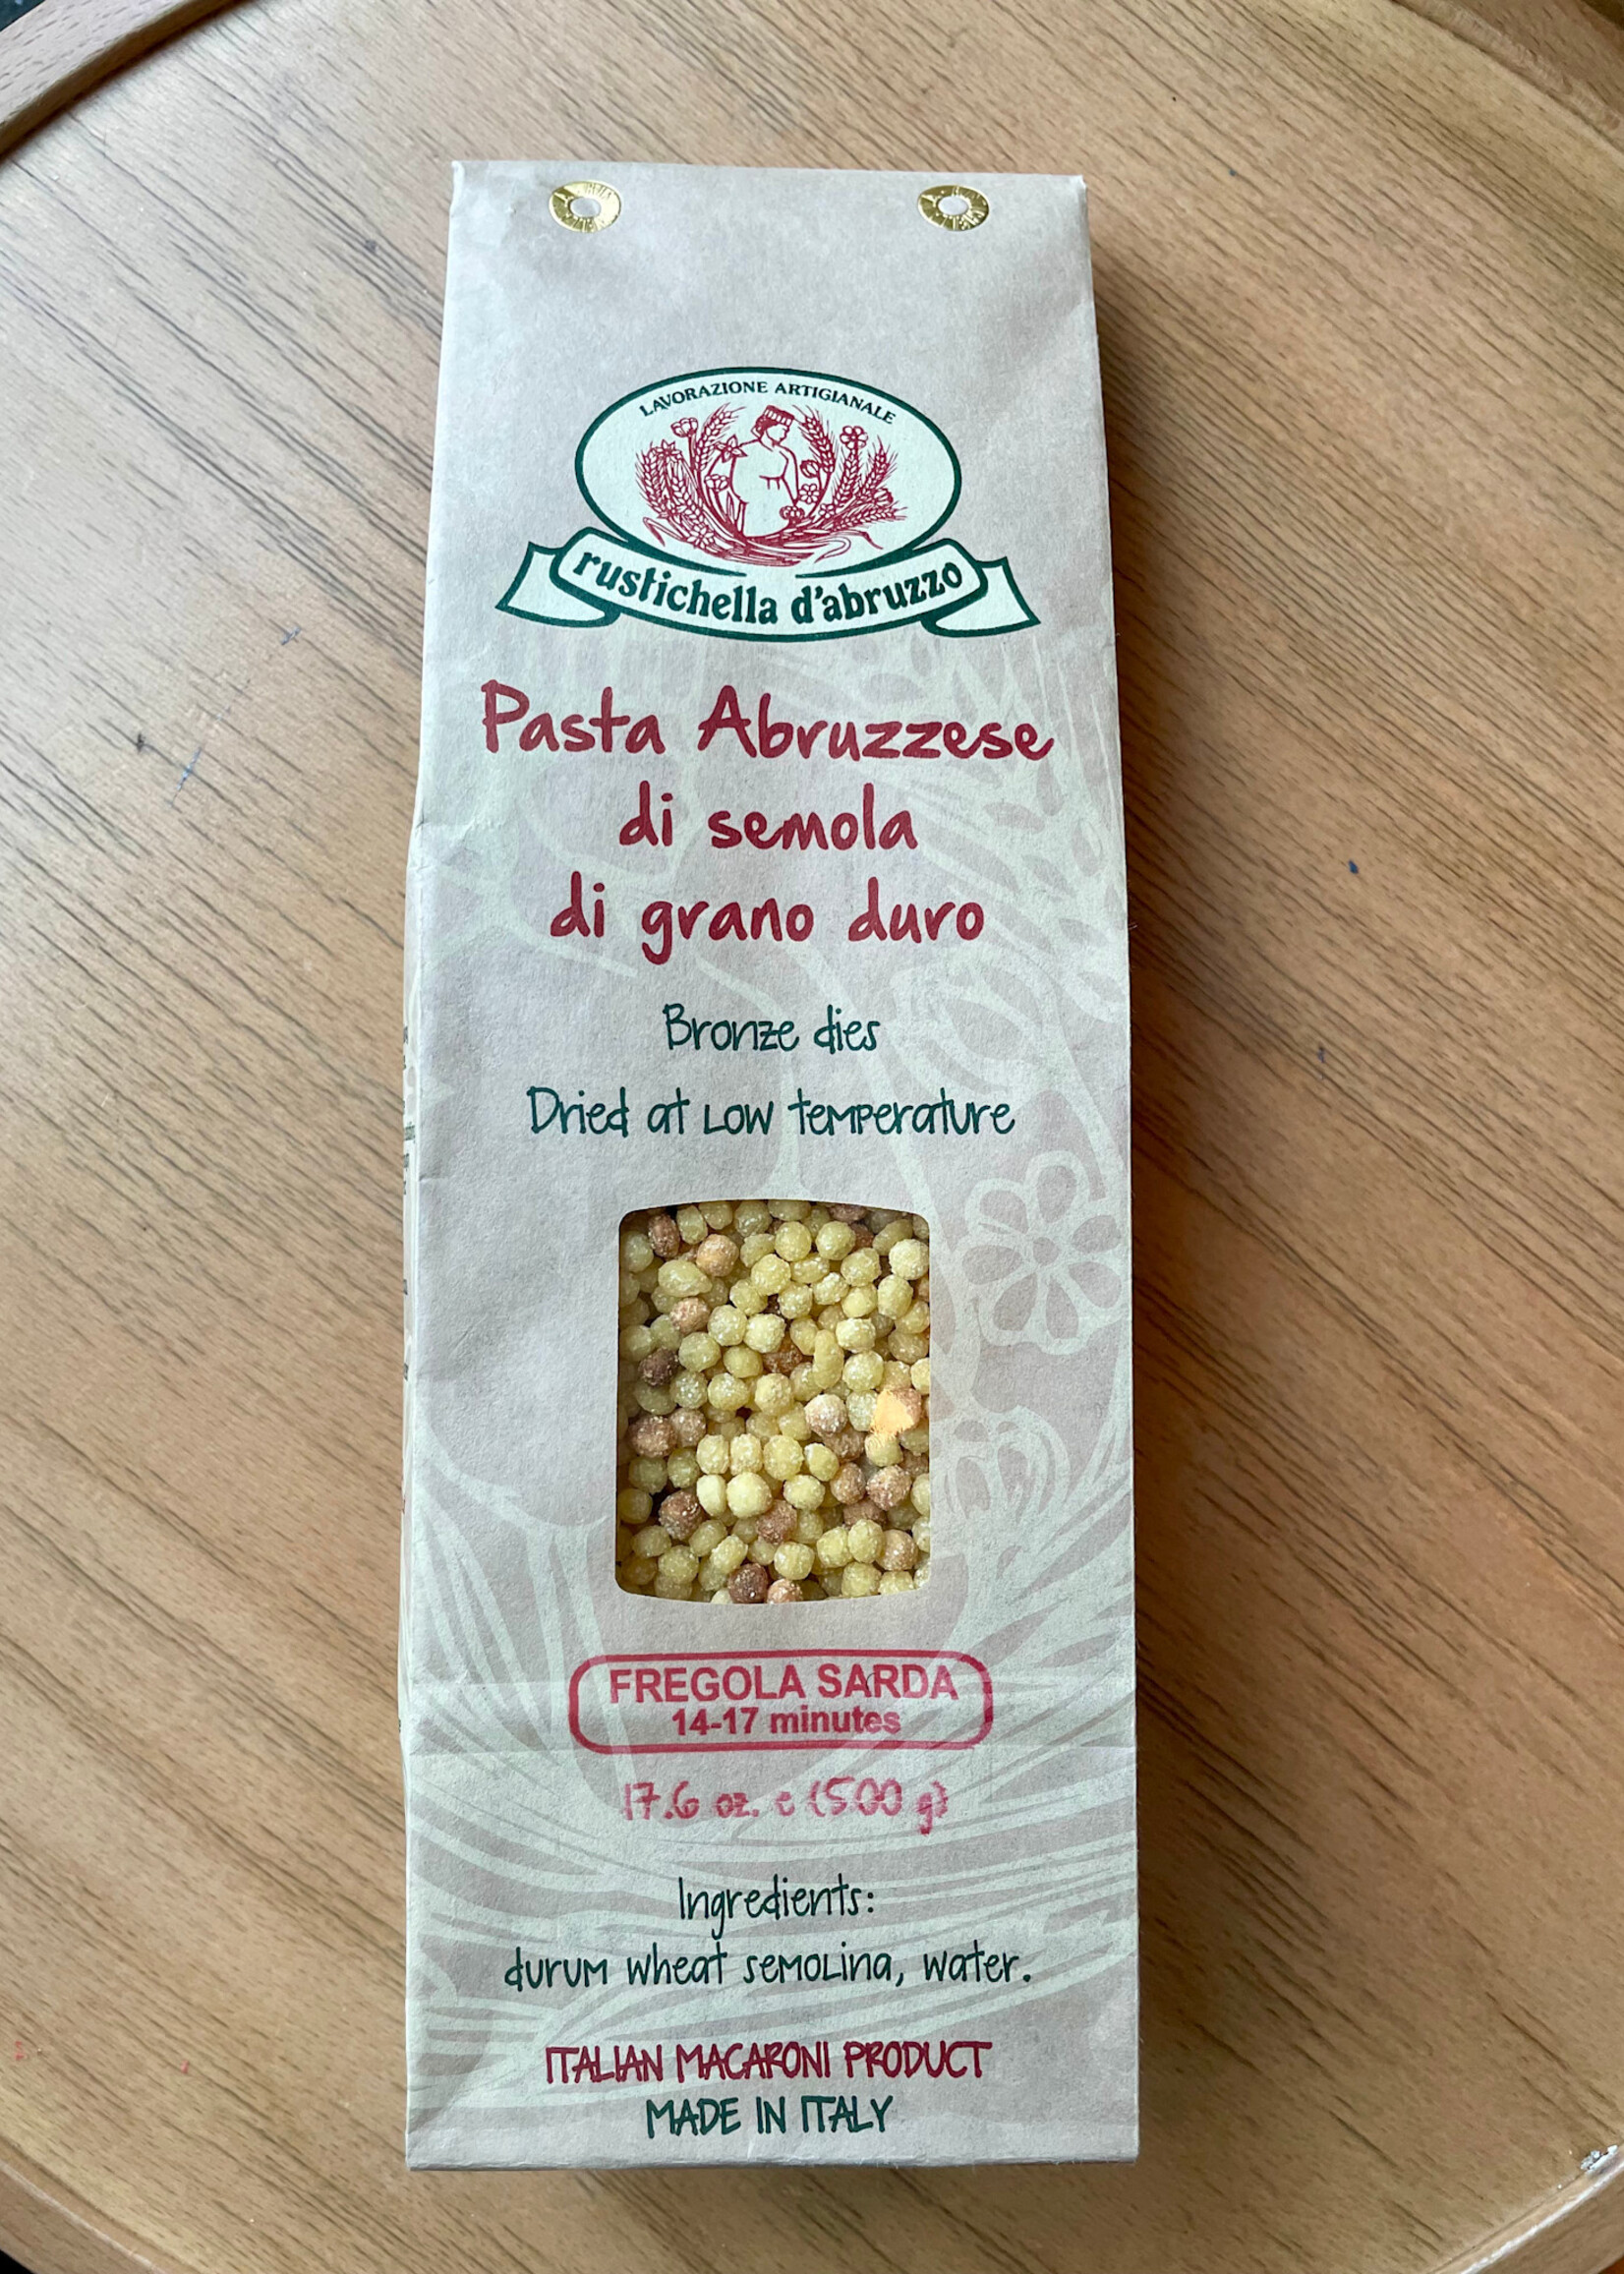 LAVORAZIONE ARTIGIANALE
rustichella d'abruzzo
Pasta Abruzzese
di semola
di grano duro
Bronze dies
Dried at low temperature
FREGOLA SARDA
14-17 minutes
17.6 oz. e (500 g)
Ingredients:
durum wheat semolina, water.
ITALIAN MACARONI PRODUCT
MADE IN ITALY